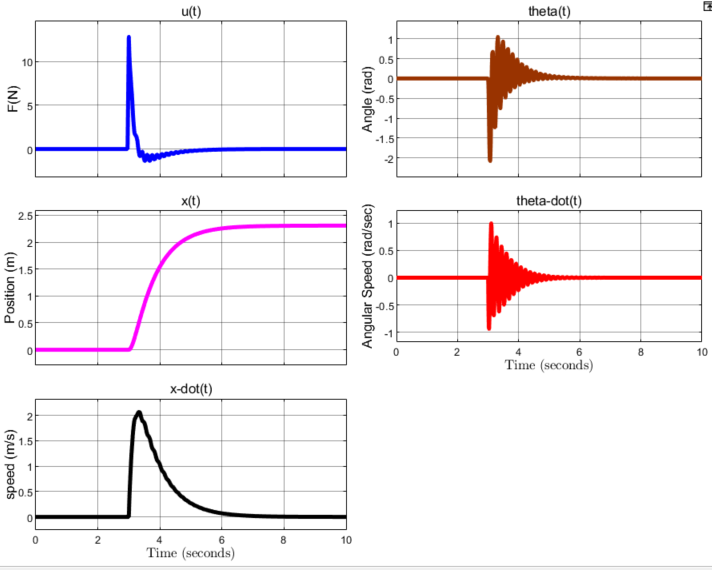 u(t)
F(N)
10
5
0
x(t)
Position (m)
2.5
2
1.5
1
0.5
0
x-dot(t)
speed (m/s)
2
1.5
1
0.5
0
0 2 4 6 8 10
Time (seconds)
theta(t)
Angle (rad)
1
0.5
0
-0.5
-1
-1.5
-2
theta-dot(t)
Angular Speed (rad/sec)
1
0.5
0
-0.5
-1
0 2 4 6 8 10
Time (seconds)